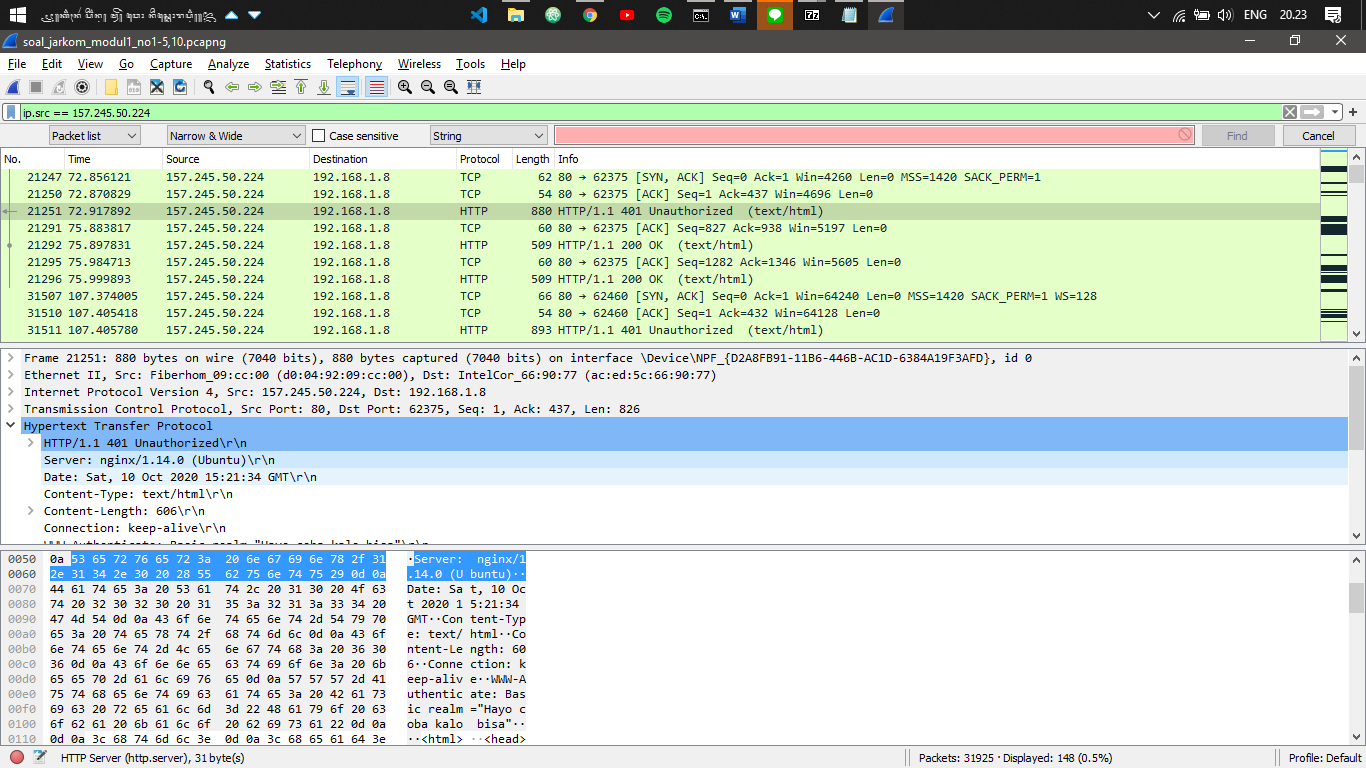 ENG 20.23
soal_jarkom_modul1_no1-5,10.pcapng
File Edit View Go Capture Analyze Statistics Telephony Wireless Tools Help
ip.src == 157.245.50.224
Packet list Narrow & Wide Case sensitive String Find Cancel
No. Time Source Destination Protocol Length Info
21247 72.856121 157.245.50.224 192.168.1.8 TCP 62 80 → 62375 [SYN, ACK] Seq=0 Ack=1 Win=4260 Len=0 MSS=1420 SACK_PERM=1
21250 72.870829 157.245.50.224 192.168.1.8 TCP 54 80 → 62375 [ACK] Seq=1 Ack=437 Win=4696 Len=0
21251 72.917892 157.245.50.224 192.168.1.8 HTTP 880 HTTP/1.1 401 Unauthorized (text/html)
21291 75.883817 157.245.50.224 192.168.1.8 TCP 60 80 → 62375 [ACK] Seq=827 Ack=938 Win=5197 Len=0
21292 75.897831 157.245.50.224 192.168.1.8 HTTP 509 HTTP/1.1 200 OK (text/html)
21295 75.984713 157.245.50.224 192.168.1.8 TCP 60 80 → 62375 [ACK] Seq=1282 Ack=1346 Win=5605 Len=0
21296 75.999893 157.245.50.224 192.168.1.8 HTTP 509 HTTP/1.1 200 OK (text/html)
31507 107.374005 157.245.50.224 192.168.1.8 TCP 66 80 → 62460 [SYN, ACK] Seq=0 Ack=1 Win=64240 Len=0 MSS=1420 SACK_PERM=1 WS=128
31510 107.405418 157.245.50.224 192.168.1.8 TCP 54 80 → 62460 [ACK] Seq=1 Ack=432 Win=64128 Len=0
31511 107.405780 157.245.50.224 192.168.1.8 HTTP 893 HTTP/1.1 401 Unauthorized (text/html)
Frame 21251: 880 bytes on wire (7040 bits), 880 bytes captured (7040 bits) on interface \Device\NPF_{D2A8FB91-11B6-446B-AC1D-6384A19F3AFD}, id 0
Ethernet II, Src: Fiberhom_09:cc:00 (d0:04:92:09:cc:00), Dst: IntelCor_66:90:77 (ac:ed:5c:66:90:77)
Internet Protocol Version 4, Src: 157.245.50.224, Dst: 192.168.1.8
Transmission Control Protocol, Src Port: 80, Dst Port: 62375, Seq: 1, Ack: 437, Len: 826
Hypertext Transfer Protocol
HTTP/1.1 401 Unauthorized\r\n
Server: nginx/1.14.0 (Ubuntu)\r\n
Date: Sat, 10 Oct 2020 15:21:34 GMT\r\n
Content-Type: text/html\r\n
Content-Length: 606\r\n
Connection: keep-alive\r\n
WWW-Authenticate: Basic realm="Hayo coba kalo bisa"\r\n
0050 0a 53 65 72 76 65 72 3a 20 6e 67 69 6e 78 2f 31 ·Server: nginx/1
0060 2e 31 34 2e 30 20 28 55 62 75 6e 74 75 29 0d 0a .14.0 (U buntu)··
0070 44 61 74 65 3a 20 53 61 74 2c 20 31 30 20 4f 63 Date: Sa t, 10 Oc
0080 74 20 32 30 32 30 20 31 35 3a 32 31 3a 33 34 20 t 2020 1 5:21:34
0090 47 4d 54 0d 0a 43 6f 6e 74 65 6e 74 2d 54 79 70 GMT··Con tent-Typ
00a0 65 3a 20 74 65 78 74 2f 68 74 6d 6c 0d 0a 43 6f e: text/ html··Co
00b0 6e 74 65 6e 74 2d 4c 65 6e 67 74 68 3a 20 36 30 ntent-Le ngth: 60
00c0 36 0d 0a 43 6f 6e 6e 65 63 74 69 6f 6e 3a 20 6b 6··Conne ction: k
00d0 65 65 70 2d 61 6c 69 76 65 0d 0a 57 57 57 2d 41 eep-aliv e··WWW-A
00e0 75 74 68 65 6e 74 69 63 61 74 65 3a 20 42 61 73 uthentic ate: Bas
00f0 69 63 20 72 65 61 6c 6d 3d 22 48 61 79 6f 20 63 ic realm ="Hayo c
0100 6f 62 61 20 6b 61 6c 6f 20 62 69 73 61 22 0d 0a oba kalo bisa"··
0110 0d 0a 3c 68 74 6d 6c 3e 0d 0a 3c 68 65 61 64 3e ··<html> ··<head>
HTTP Server (http.server), 31 byte(s) Packets: 31925 · Displayed: 148 (0.5%) Profile: Default